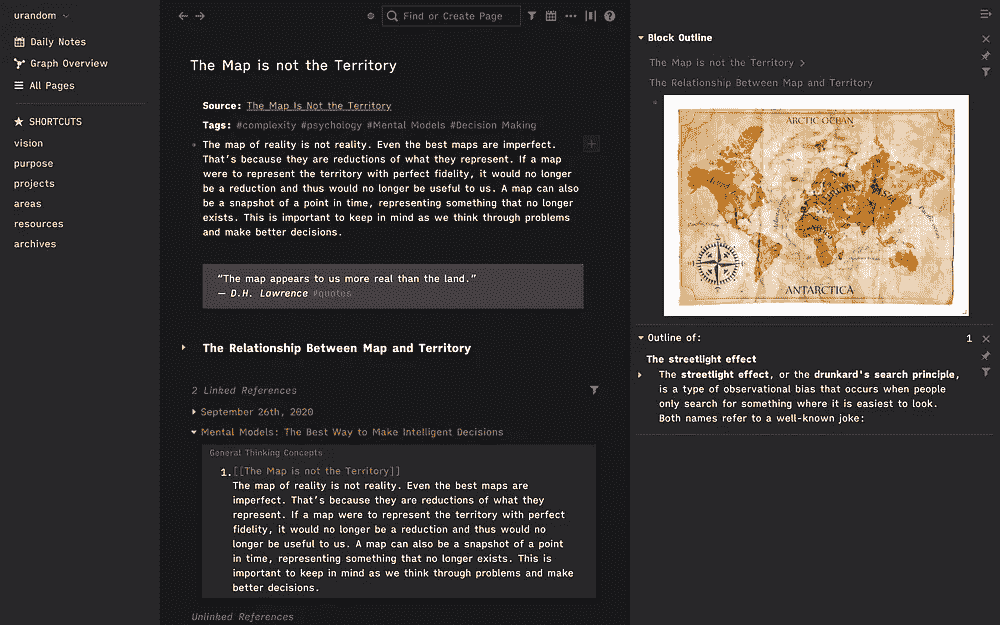 urandom
Daily Notes
Graph Overview
All Pages
SHORTCUTS
vision
purpose
projects
areas
resources
archives
Find or Create Page
The Map is not the Territory
Source: The Map Is Not the Territory
Tags: #complexity #psychology #Mental Models #Decision Making
The map of reality is not reality. Even the best maps are imperfect.
That's because they are reductions of what they represent. If a map
were to represent the territory with perfect fidelity, it would no longer
be a reduction and thus would no longer be useful to us. A map can also
be a snapshot of a point in time, representing something that no longer
exists. This is important to keep in mind as we think through problems
and make better decisions.
“The map appears to us more real than the land.”
— D.H. Lawrence #quotes
The Relationship Between Map and Territory
2 Linked References
September 26th, 2020
Mental Models: The Best Way to Make Intelligent Decisions
General Thinking Concepts
1. [[The Map is not the Territory]]
The map of reality is not reality. Even the best maps are
imperfect. That's because they are reductions of what they
represent. If a map were to represent the territory with perfect
fidelity, it would no longer be a reduction and thus would no
longer be useful to us. A map can also be a snapshot of a point
in time, representing something that no longer exists. This is
important to keep in mind as we think through problems and make
better decisions.
Unlinked References
Block Outline
The Map is not the Territory >
The Relationship Between Map and Territory
ARCTIC OCEAN
ANTARCTICA
Outline of: 1
The streetlight effect
The streetlight effect, or the drunkard's search principle,
is a type of observational bias that occurs when people
only search for something where it is easiest to look.
Both names refer to a well-known joke: